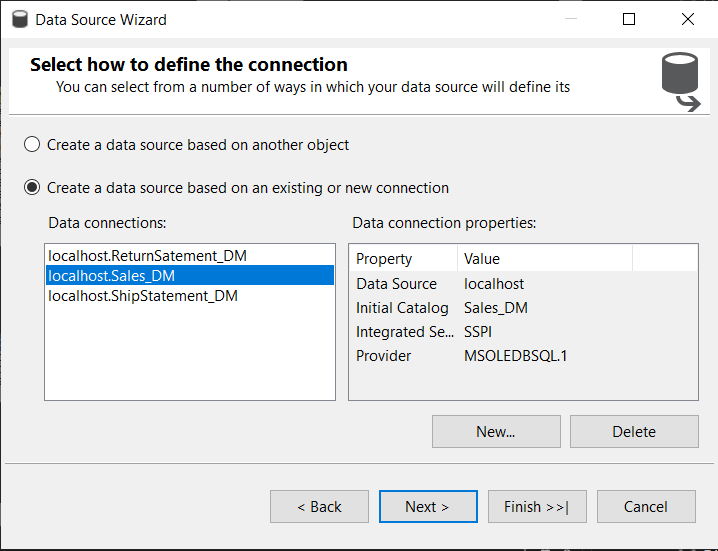 Data Source Wizard
Select how to define the connection
You can select from a number of ways in which your data source will define its
Create a data source based on another object
Create a data source based on an existing or new connection
Data connections:
localhost.ReturnSatement_DM
localhost.Sales_DM
localhost.ShipStatement_DM
Data connection properties:
Property Value
Data Source localhost
Initial Catalog Sales_DM
Integrated Se... SSPI
Provider MSOLEDBSQL.1
New... Delete
< Back Next > Finish >>| Cancel